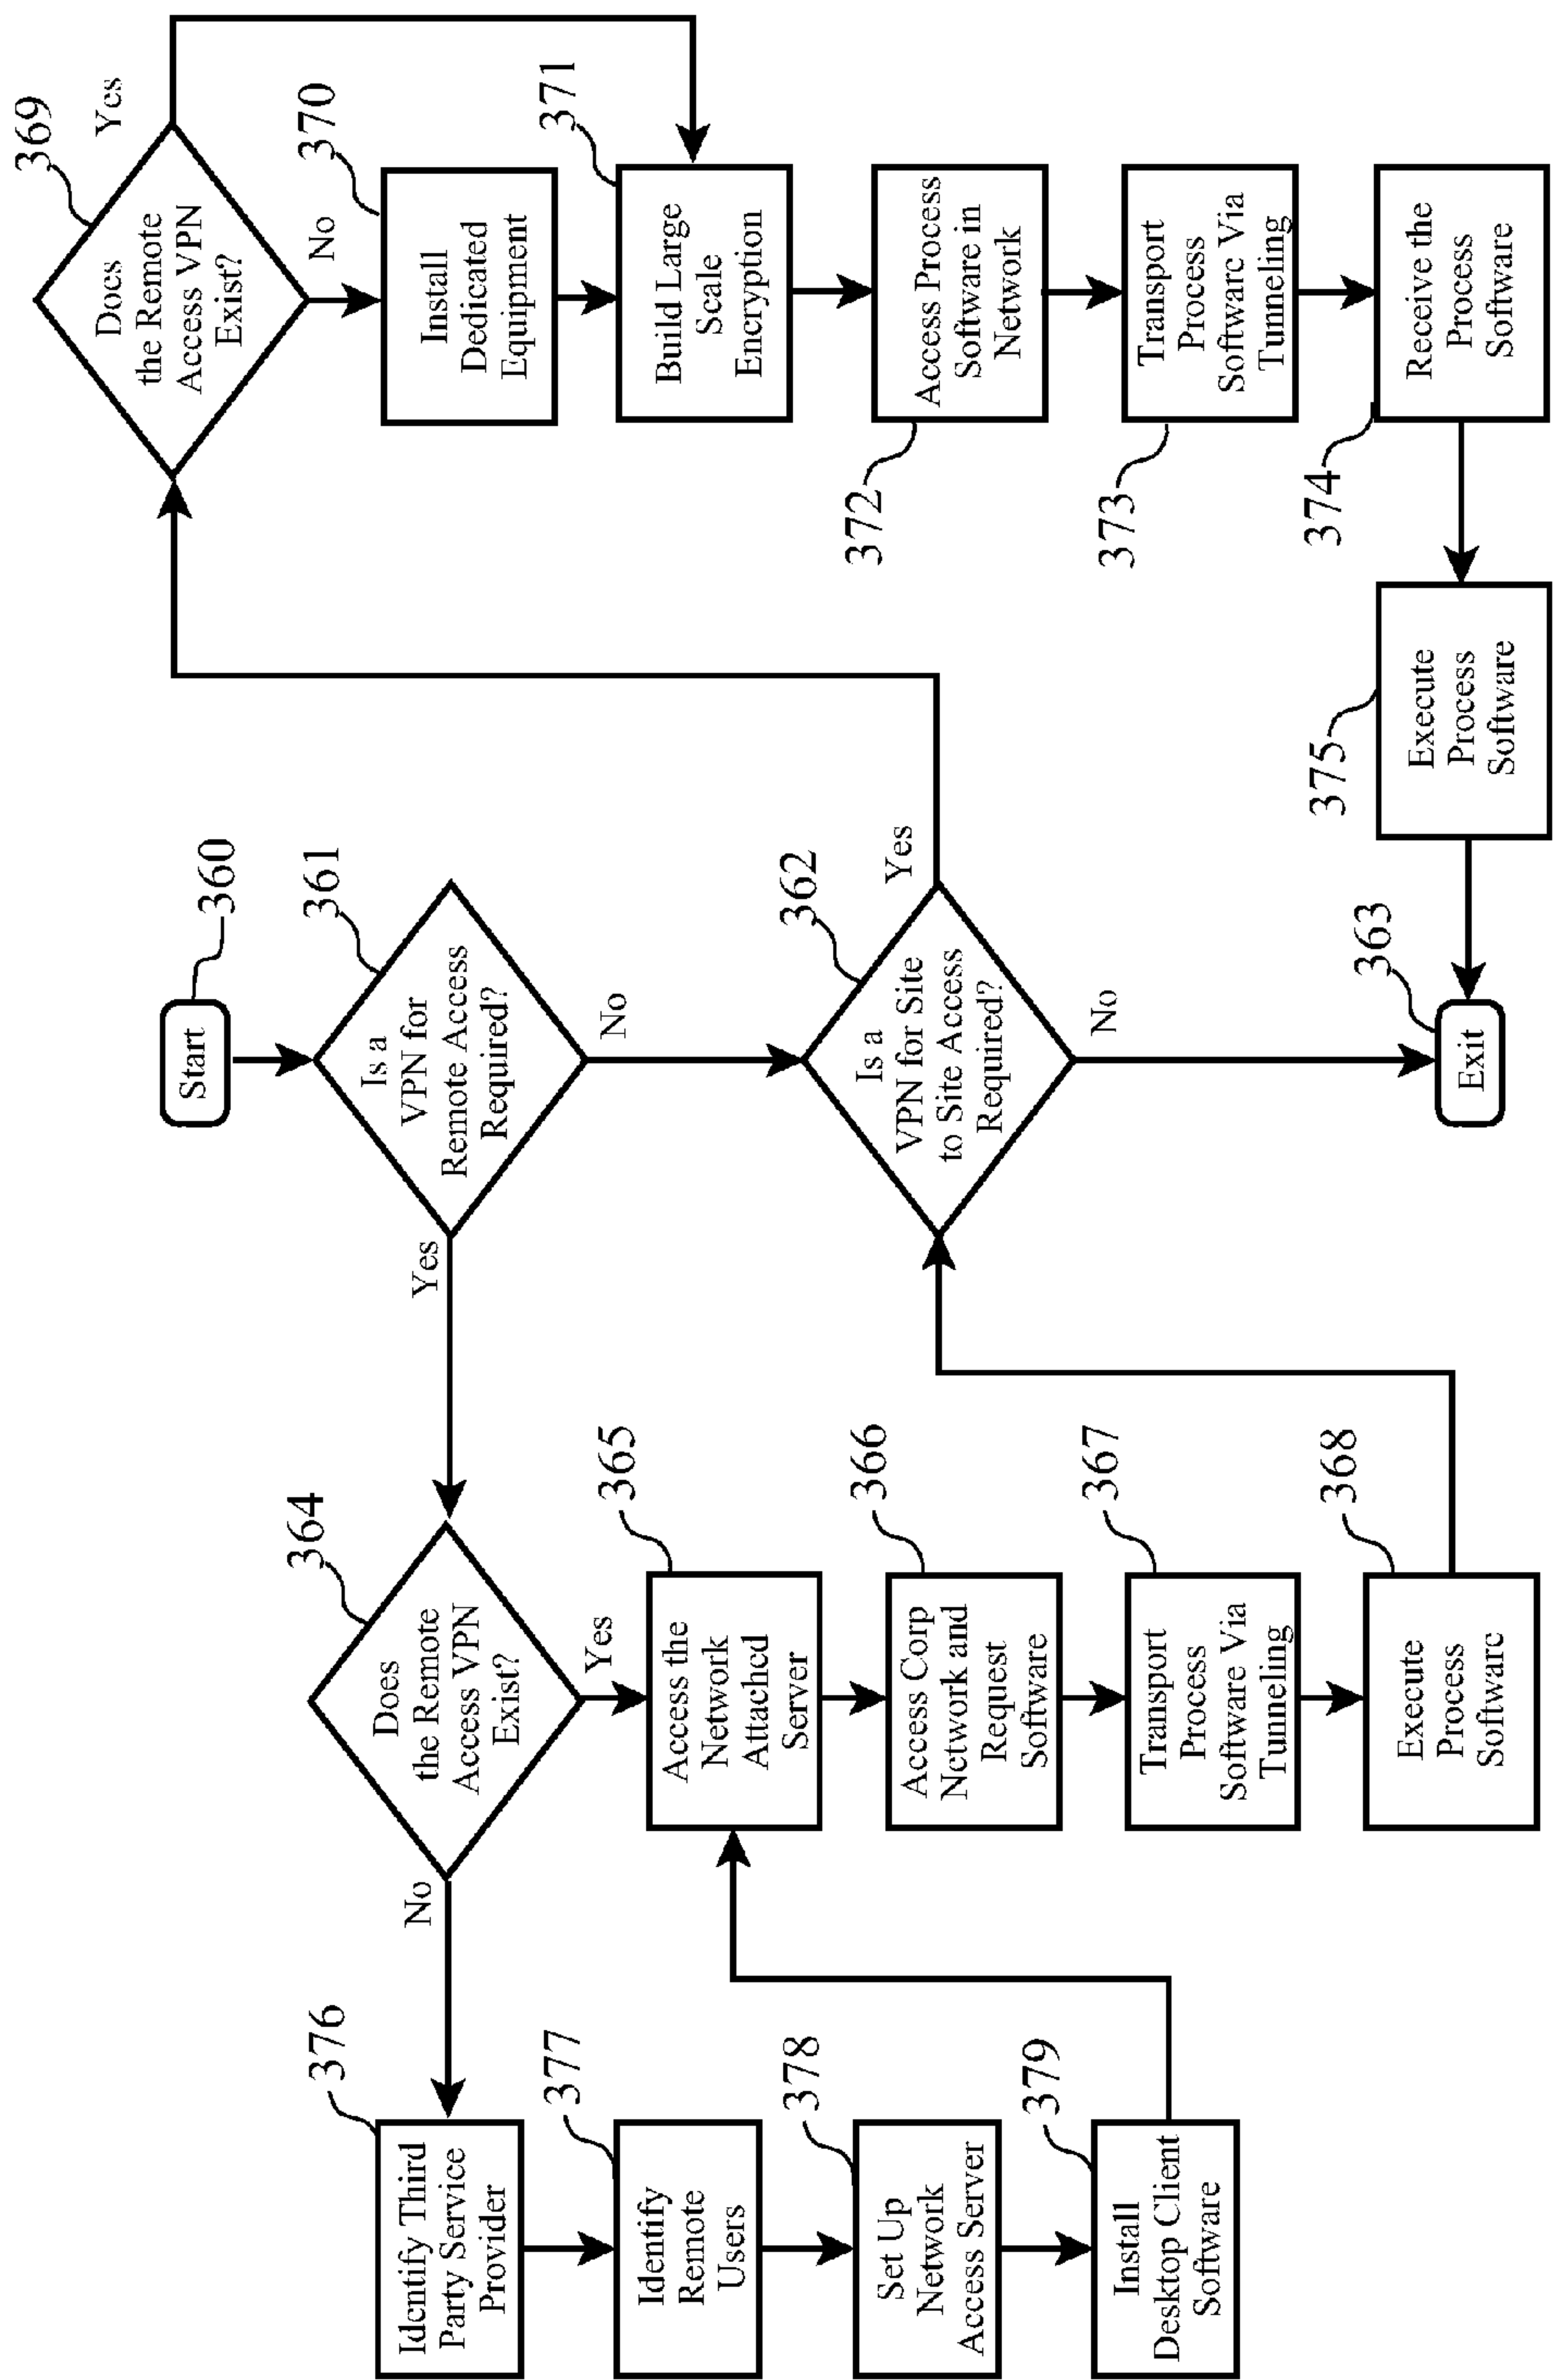 Start
360
Is a
VPN for
Remote Access
Required?
361
Yes
No
Is a
VPN for Site
to Site Access
Required?
362
Yes
No
Exit
363
Does
the Remote
Access VPN
Exist?
364
No
Yes
Identify Third
Party Service
Provider
376
Identify
Remote
Users
377
Set Up
Network
Access Server
378
Install
Desktop Client
Software
379
Access the
Network
Attached
Server
365
Access Corp
Network and
Request
Software
366
Transport
Process
Software Via
Tunneling
367
Execute
Process
Software
368
Does
the Remote
Access VPN
Exist?
369
Yes
No
Install
Dedicated
Equipment
370
Build Large
Scale
Encryption
371
Access Process
Software in
Network
372
Transport
Process
Software Via
Tunneling
373
Receive the
Process
Software
374
Execute
Process
Software
375